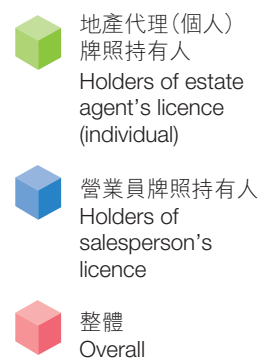 地產代理（個人）
牌照持有人
Holders of estate
agent’s licence
(individual)
營業員牌照持有人
Holders of
salesperson’s
licence
整體
Overall